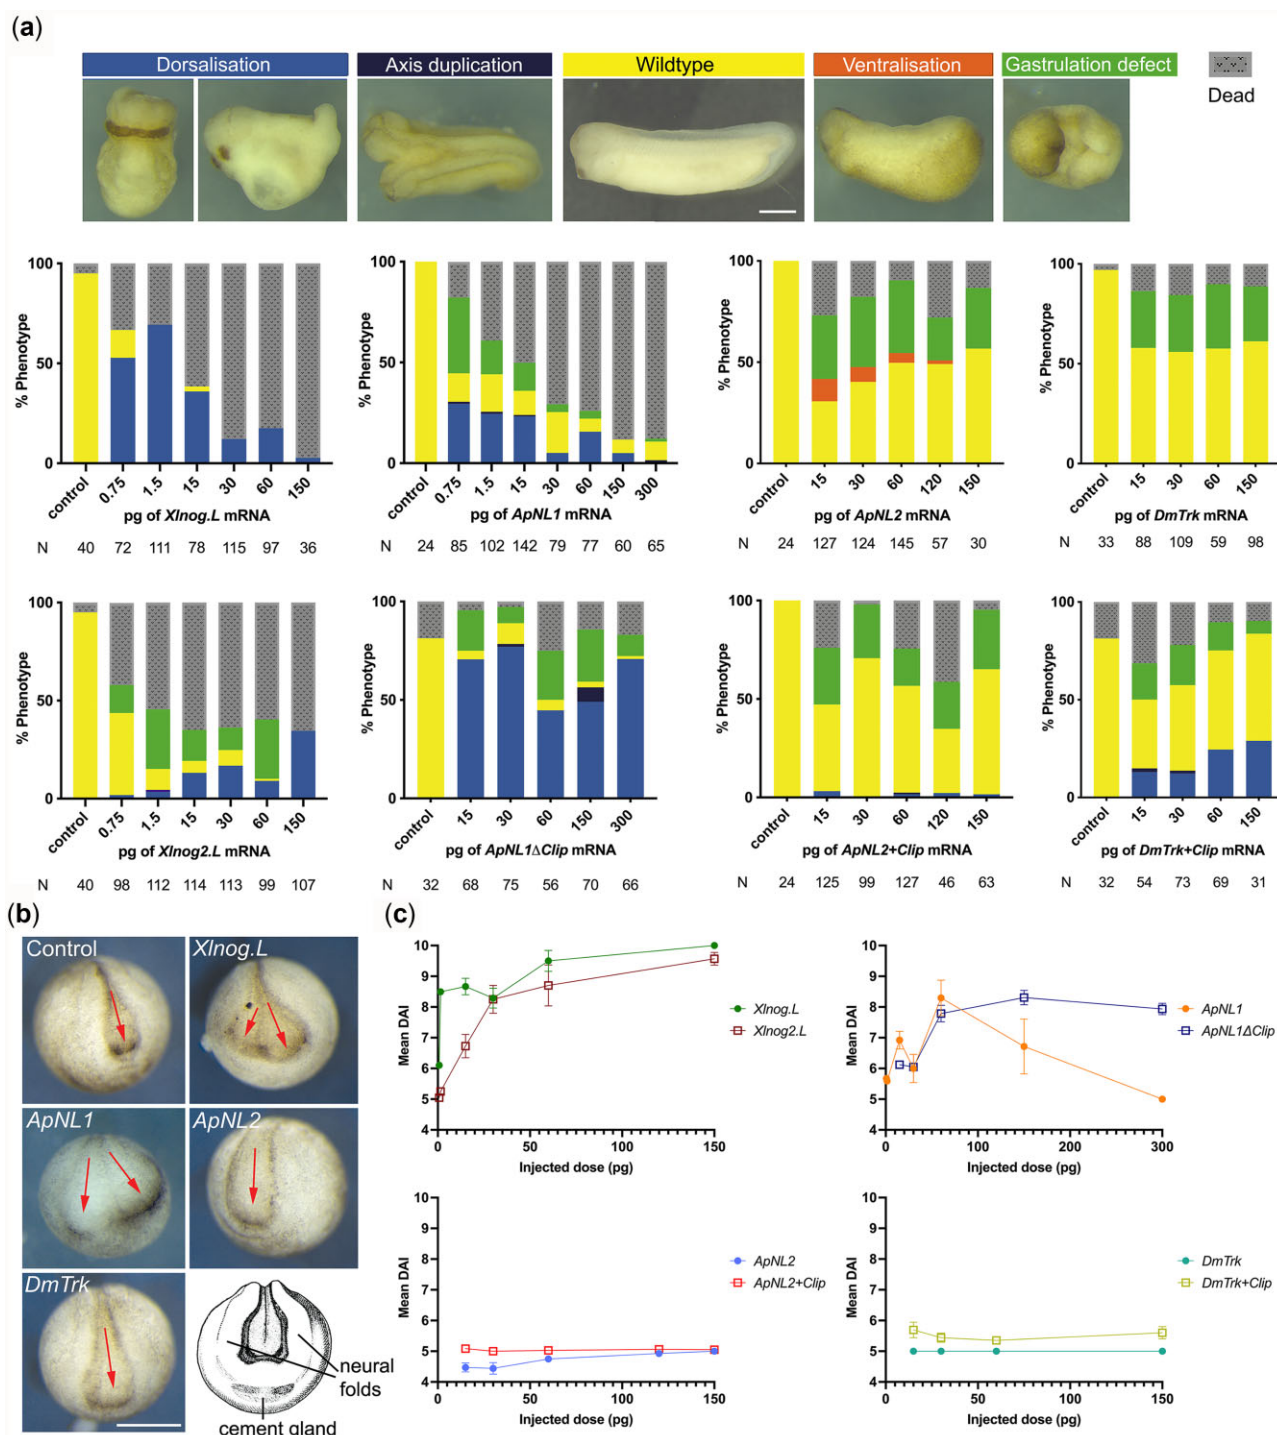 (a)
Dorsalisation Axis duplication Wildtype Ventralisation Gastrulation defect
Dead
% Phenotype
100
50
0
control 0.75 1.5 15 30 60 150
pg of Xlnog.L mRNA
N 40 72 111 78 115 97 36
% Phenotype
100
50
0
control 0.75 1.5 15 30 60 150 300
pg of ApNL1 mRNA
N 24 85 102 142 79 77 60 65
% Phenotype
100
50
0
control 15 30 60 120 150
pg of ApNL2 mRNA
N 24 127 124 145 57 30
% Phenotype
100
50
0
control 15 30 60 150
pg of DmTrk mRNA
N 33 88 109 59 98
% Phenotype
100
50
0
control 0.75 1.5 15 30 60 150
pg of Xlnog2.L mRNA
N 40 98 112 114 113 99 107
% Phenotype
100
50
0
control 15 30 60 150 300
pg of ApNL1ΔClip mRNA
N 32 68 75 56 70 66
% Phenotype
100
50
0
control 15 30 60 120 150
pg of ApNL2+Clip mRNA
N 24 125 99 127 46 63
% Phenotype
100
50
0
control 15 30 60 150
pg of DmTrk+Clip mRNA
N 32 54 73 69 31
(b)
Control
Xlnog.L
ApNL1
ApNL2
DmTrk
neural
folds
cement gland
(c)
Mean DAI
10
9
8
7
6
5
4
0 50 100 150
Injected dose (pg)
Xlnog.L
Xlnog2.L
Mean DAI
10
9
8
7
6
5
4
0 100 200 300
Injected dose (pg)
ApNL1
ApNL1ΔClip
Mean DAI
10
9
8
7
6
5
4
0 50 100 150
Injected dose (pg)
ApNL2
ApNL2+Clip
Mean DAI
10
9
8
7
6
5
4
0 50 100 150
Injected dose (pg)
DmTrk
DmTrk+Clip